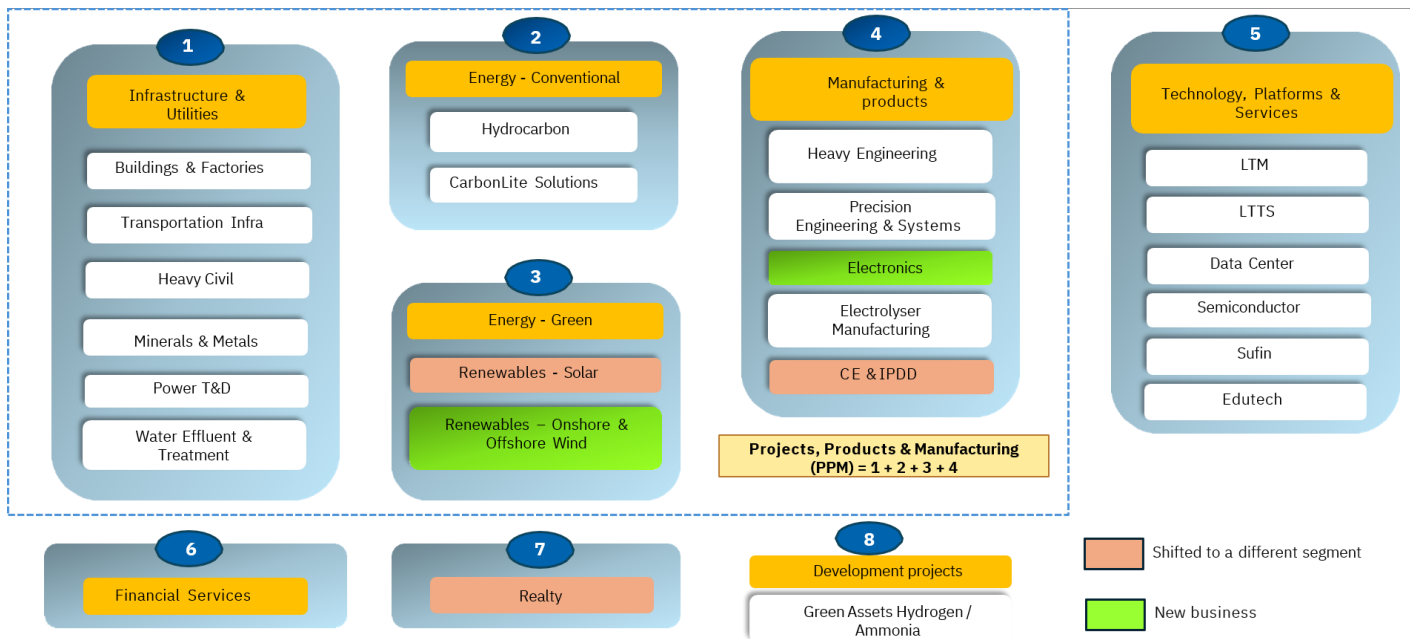 1
Infrastructure &
Utilities
Buildings & Factories
Transportation Infra
Heavy Civil
Minerals & Metals
Power T&D
Water Effluent &
Treatment
2
Energy - Conventional
Hydrocarbon
CarbonLite Solutions
3
Energy - Green
Renewables - Solar
Renewables – Onshore &
Offshore Wind
4
Manufacturing &
products
Heavy Engineering
Precision
Engineering & Systems
Electronics
Electrolyser
Manufacturing
CE & IPDD
Projects, Products & Manufacturing
(PPM) = 1 + 2 + 3 + 4
5
Technology, Platforms &
Services
LTM
LTTS
Data Center
Semiconductor
Sufin
Edutech
6
Financial Services
7
Realty
8
Development projects
Green Assets Hydrogen /
Ammonia
Shifted to a different segment
New business